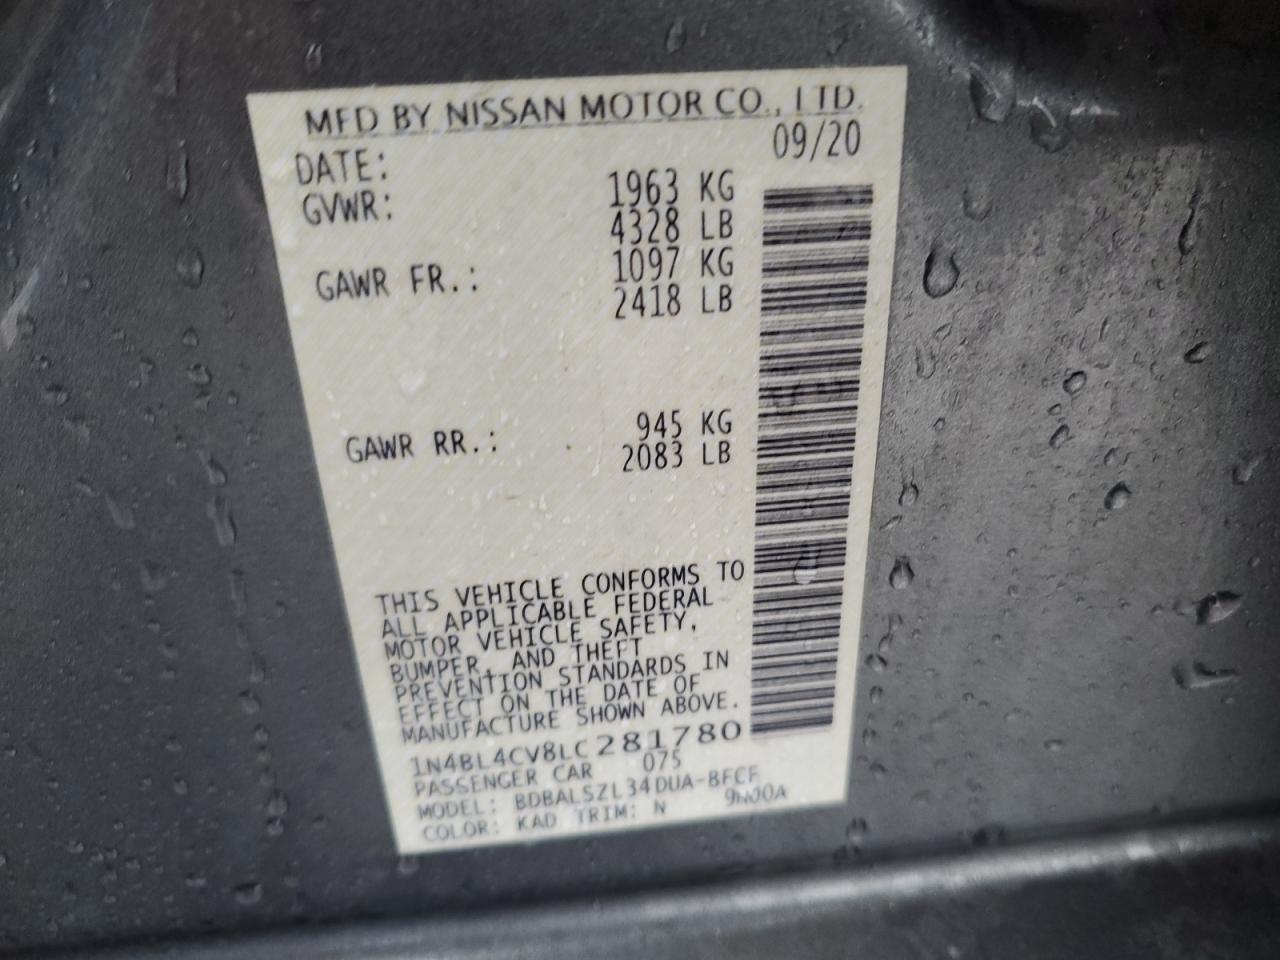 MFD BY NISSAN MOTOR CO., LTD.
DATE: 09/20
GVWR: 1963 KG
4328 LB
GAWR FR.: 1097 KG
2418 LB
GAWR RR.: 945 KG
2083 LB
THIS VEHICLE CONFORMS TO
ALL APPLICABLE FEDERAL
MOTOR VEHICLE SAFETY,
BUMPER, AND THEFT
PREVENTION STANDARDS IN
EFFECT ON THE DATE OF
MANUFACTURE SHOWN ABOVE.
1N4BL4CV8LC281780
PASSENGER CAR 075
MODEL: BDBALSZL34DUA-BFCF
COLOR: KAD TRIM: N 9N00A